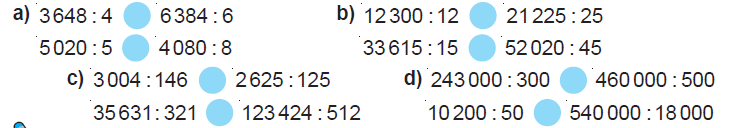 a) 3 648 : 4 6 384 : 6
5 020 : 5 4 080 : 8
b) 12 300 : 12 21 225 : 25
33 615 : 15 52 020 : 45
c) 3 004 : 146 2 625 : 125
35 631 : 321 123 424 : 512
d) 243 000 : 300 460 000 : 500
10 200 : 50 540 000 : 18 000